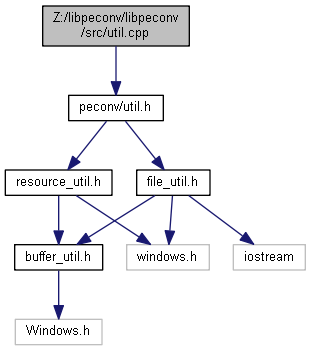 Z:/libpeconv/libpeconv
/src/util.cpp
peconv/util.h
resource_util.h
file_util.h
buffer_util.h
windows.h
iostream
Windows.h